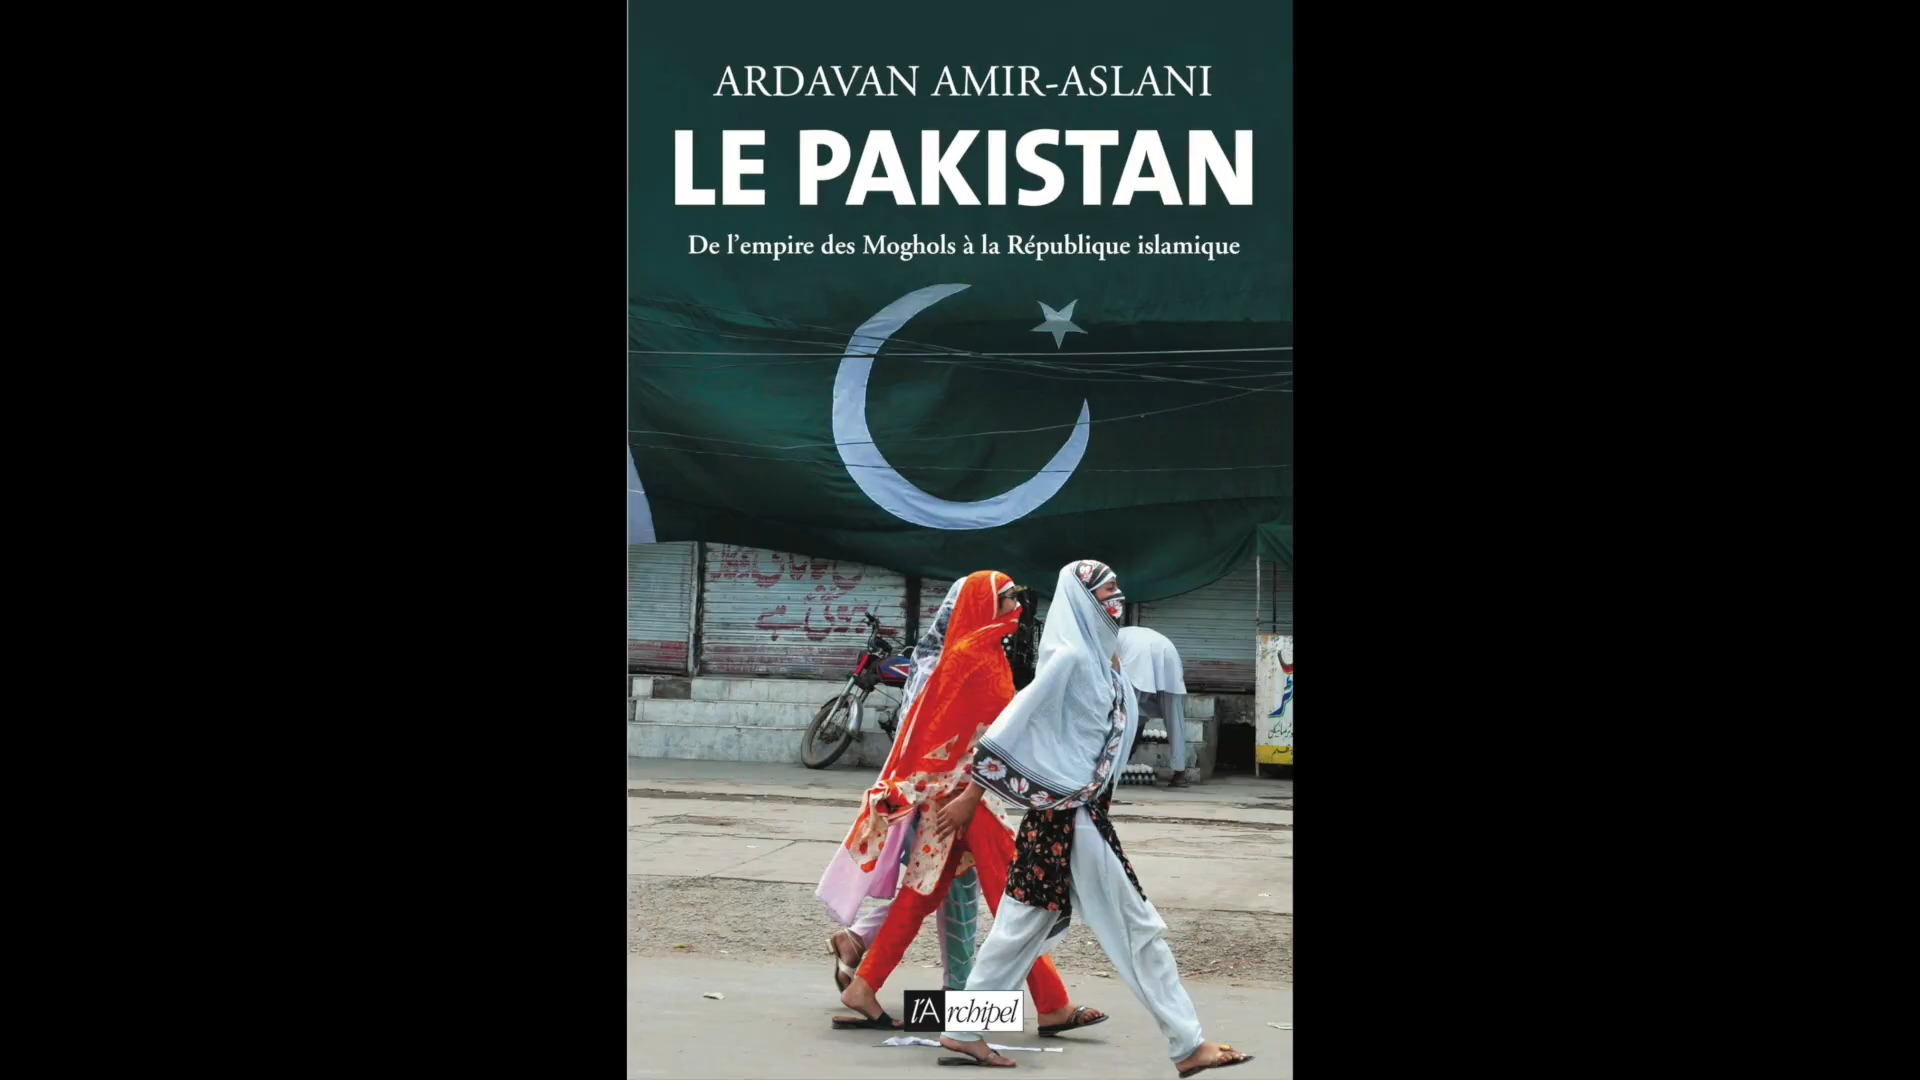 ARDAVAN AMIR-ASLANI
LE PAKISTAN
De l'empire des Moghols à la République islamique
l'Archipel